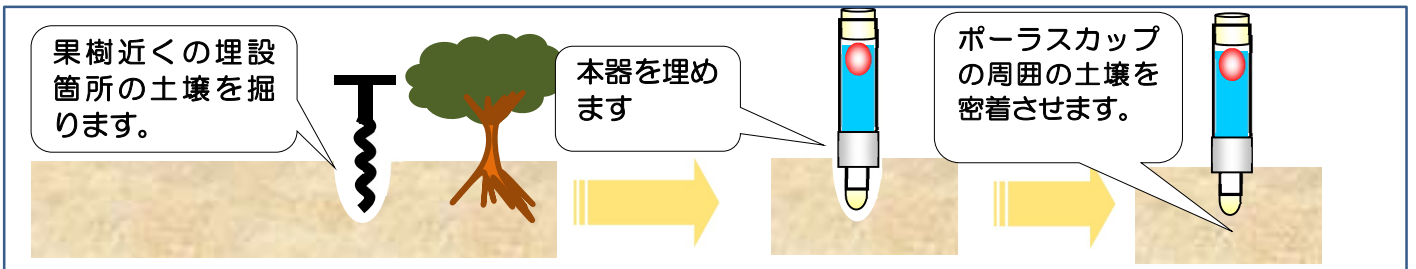 果樹近くの埋設
箇所の土壌を掘
ります。
本器を埋め
ます
ポーラスカップ
の周囲の土壌を
密着させます。